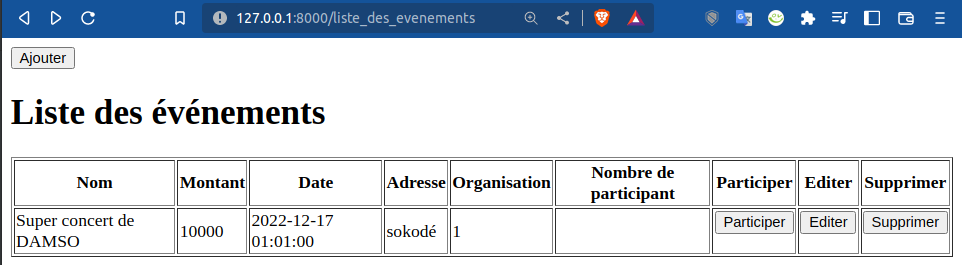 127.0.0.1:8000/liste_des_evenements
Ajouter
Liste des événements
Nom Montant Date Adresse Organisation Nombre de participant Participer Editer Supprimer
Super concert de DAMSO 10000 2022-12-17 01:01:00 sokodé 1 Participer Editer Supprimer